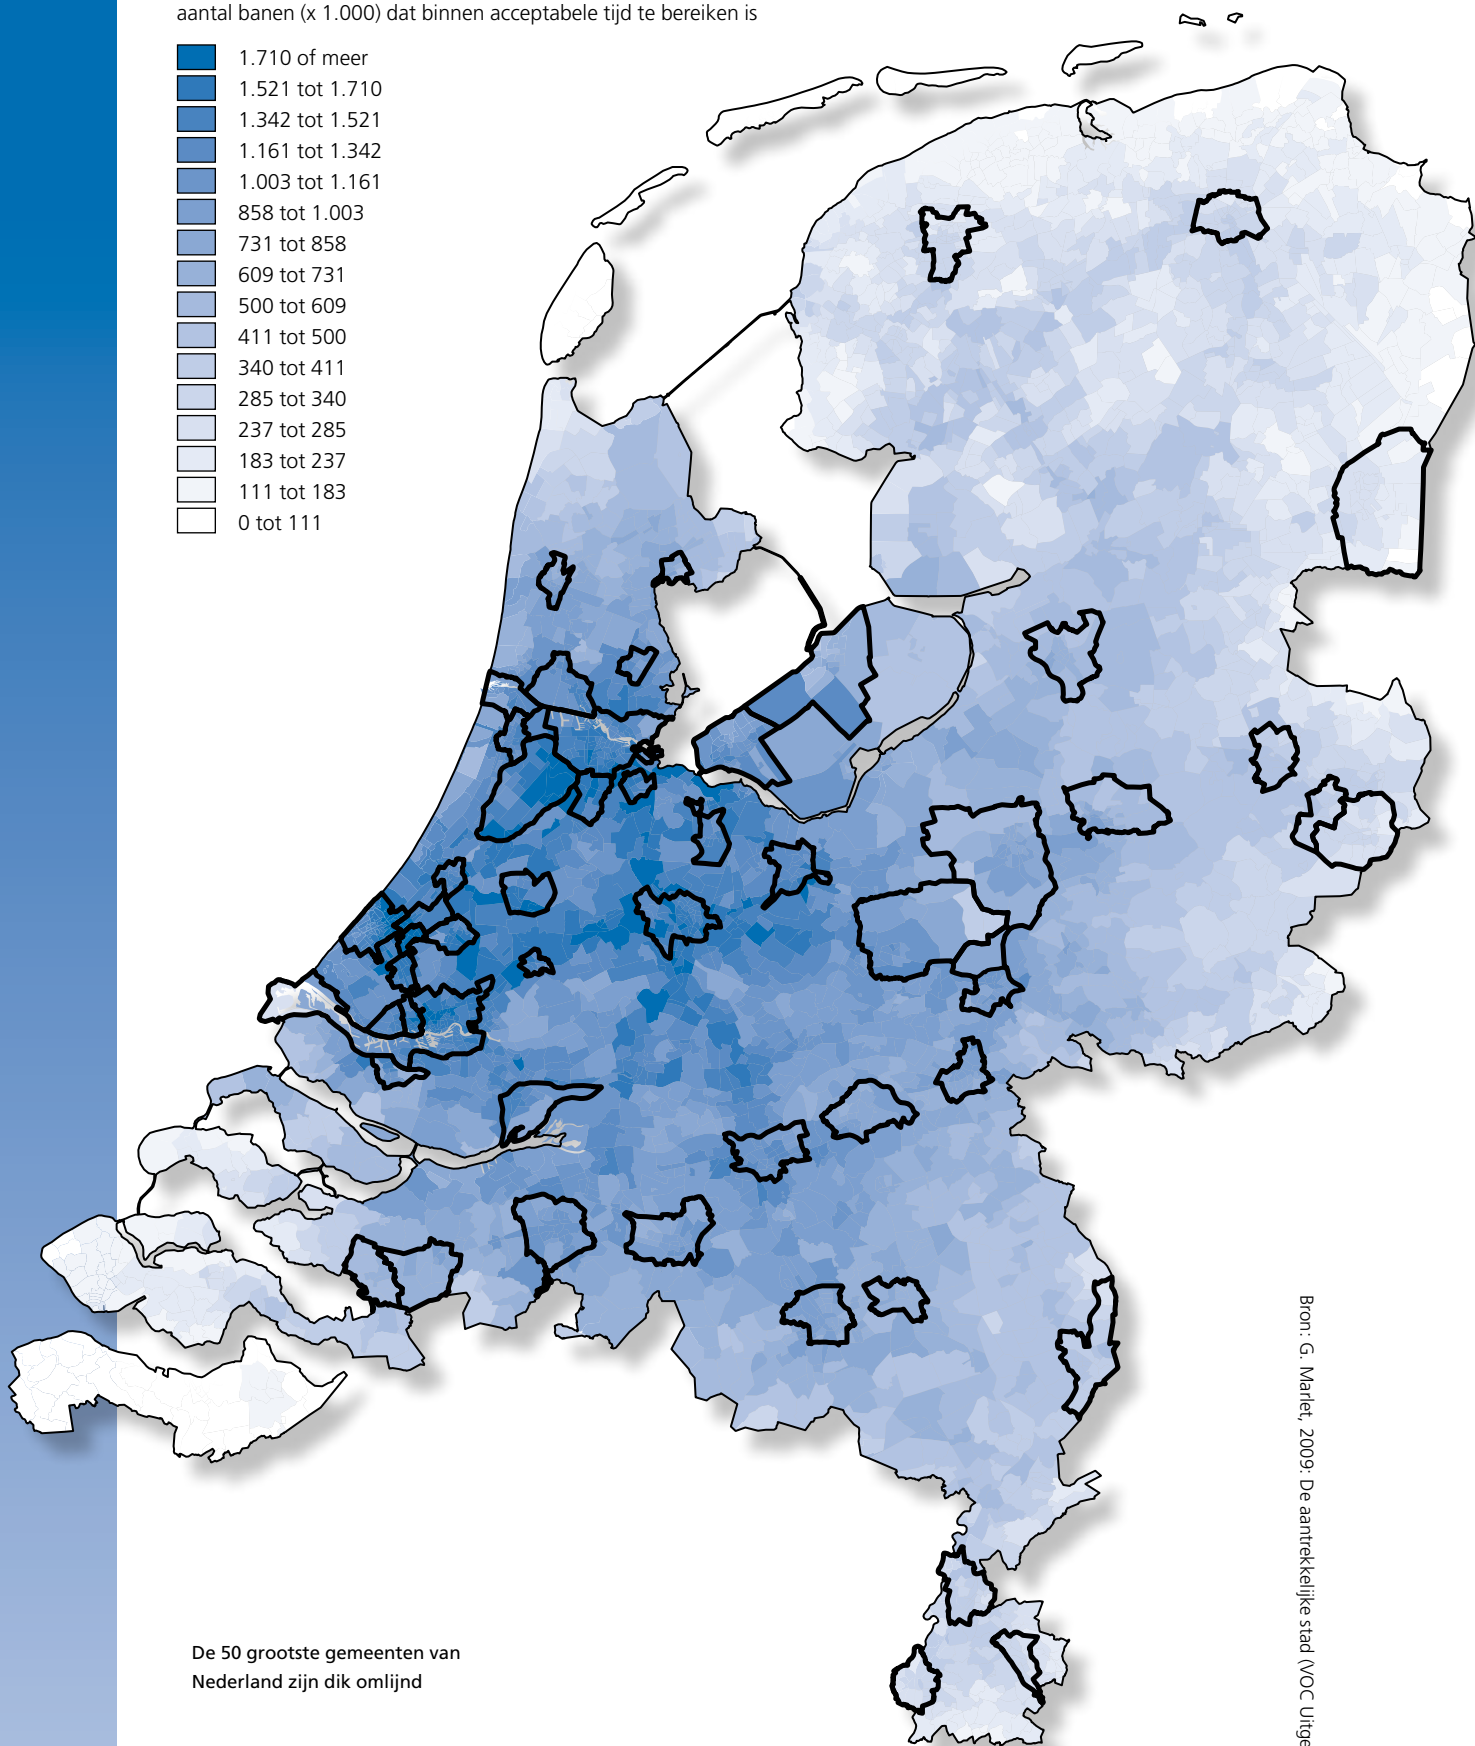 aantal banen (x 1.000) dat binnen acceptabele tijd te bereiken is
1.710 of meer
1.521 tot 1.710
1.342 tot 1.521
1.161 tot 1.342
1.003 tot 1.161
858 tot 1.003
731 tot 858
609 tot 731
500 tot 609
411 tot 500
340 tot 411
285 tot 340
237 tot 285
183 tot 237
111 tot 183
0 tot 111
De 50 grootste gemeenten van
Nederland zijn dik omlijnd
Bron: G. Marlet, 2009: De aantrekkelijke stad (VOC Uitge